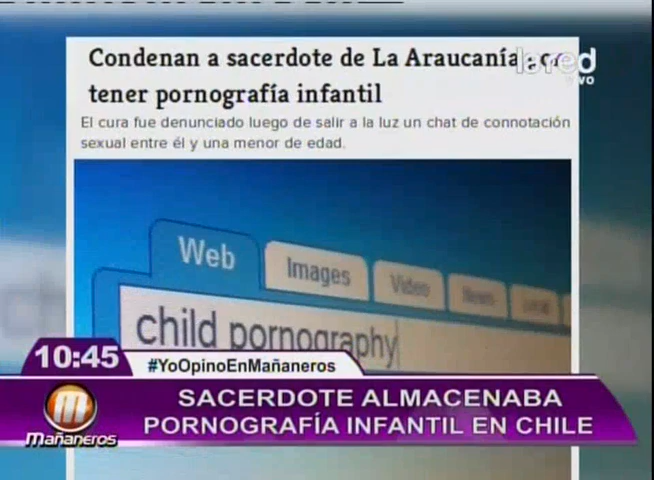 Condenan a sacerdote de La Araucanía
tener pornografía infantil
El cura fue denunciado luego de salir a la luz un chat de connotación
sexual entre él y una menor de edad.
Web
Images
Video
child pornography
10:45
#YoOpinoEnMañaneros
SACERDOTE ALMACENABA
PORNOGRAFÍA INFANTIL EN CHILE
Mañaneros